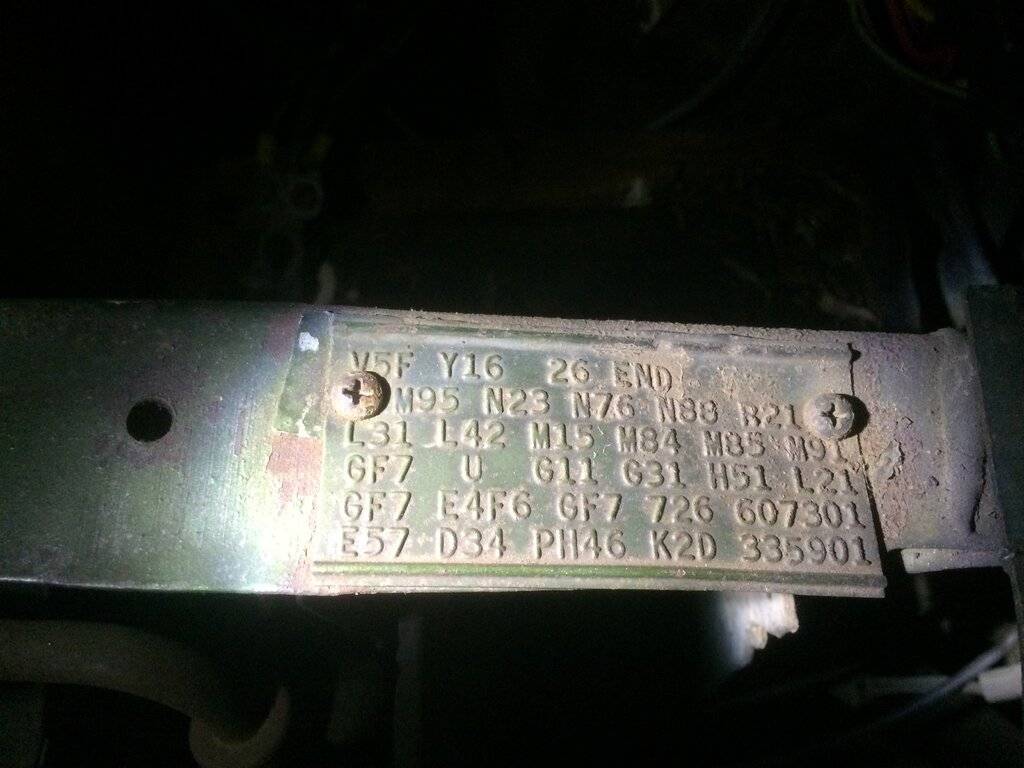 V5F Y16 26 END
M95 N23 N76 N88 R21
L31 L42 M15 M84 M85 M91
GF7 U G11 G31 H51 L21
GF7 E4F6 GF7 726 607301
E57 D34 PH46 K2D 335901